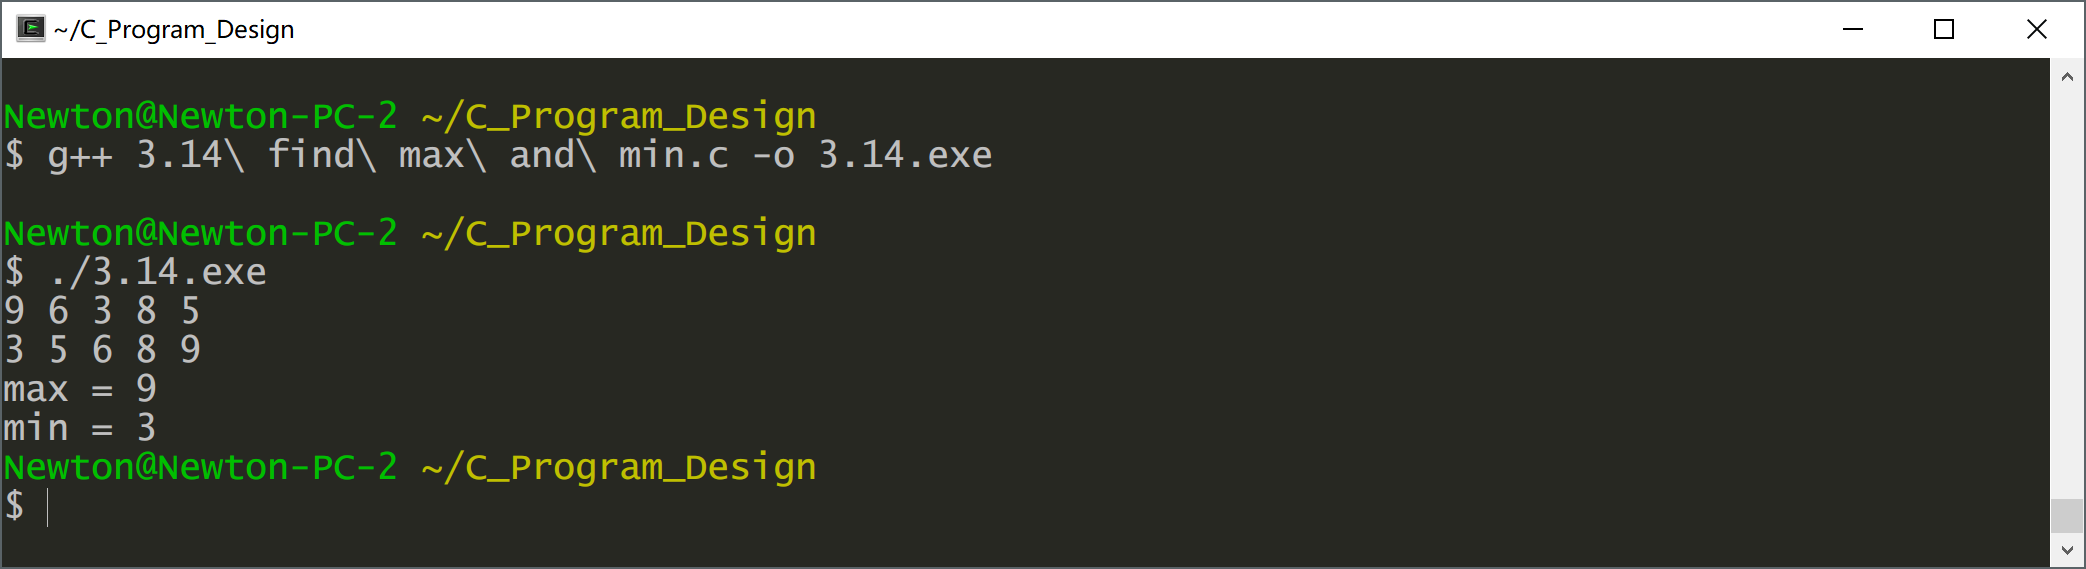 ~/C_Program_Design
Newton@Newton-PC-2 ~/C_Program_Design
$ g++ 3.14\ find\ max\ and\ min.c -o 3.14.exe
Newton@Newton-PC-2 ~/C_Program_Design
$ ./3.14.exe
9 6 3 8 5
3 5 6 8 9
max = 9
min = 3
Newton@Newton-PC-2 ~/C_Program_Design
$